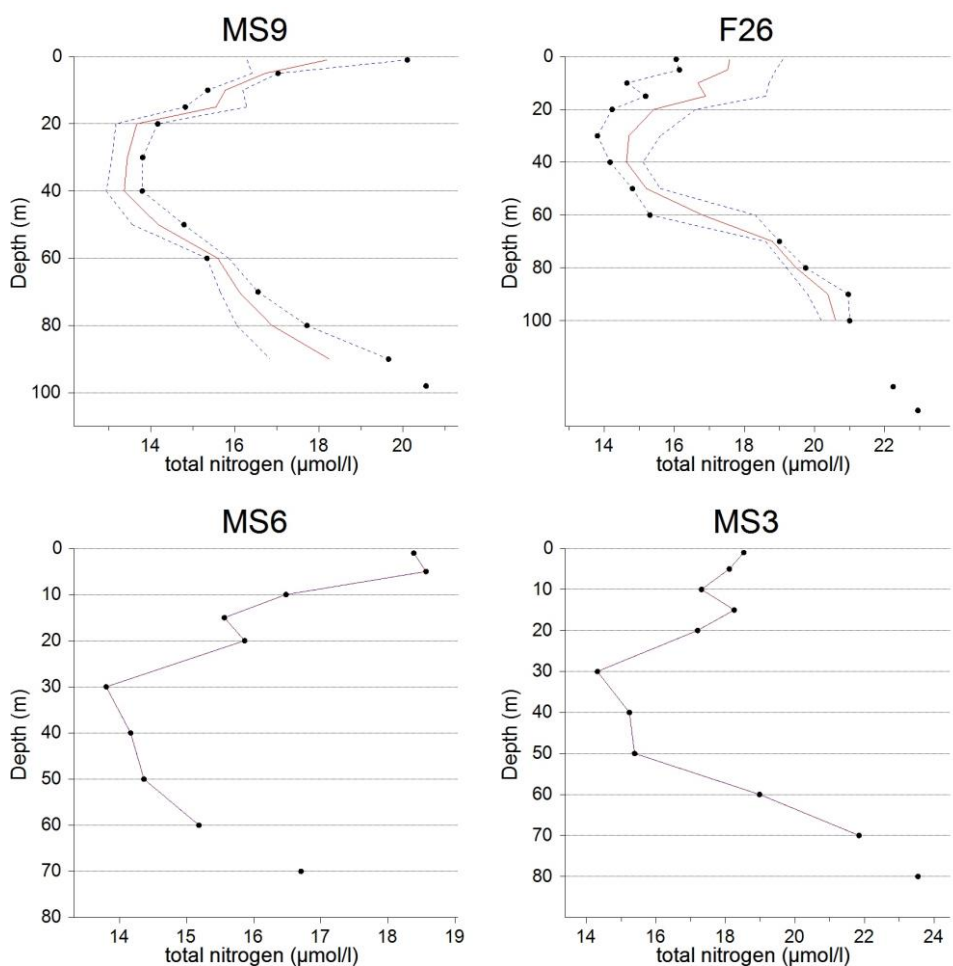 MS9
0
20
40
60
80
100
Depth (m)
14 16 18 20
total nitrogen (µmol/l)
F26
0
20
40
60
80
100
Depth (m)
14 16 18 20 22
total nitrogen (µmol/l)
MS6
0
10
20
30
40
50
60
70
80
Depth (m)
14 15 16 17 18 19
total nitrogen (µmol/l)
MS3
0
10
20
30
40
50
60
70
80
Depth (m)
14 16 18 20 22 24
total nitrogen (µmol/l)